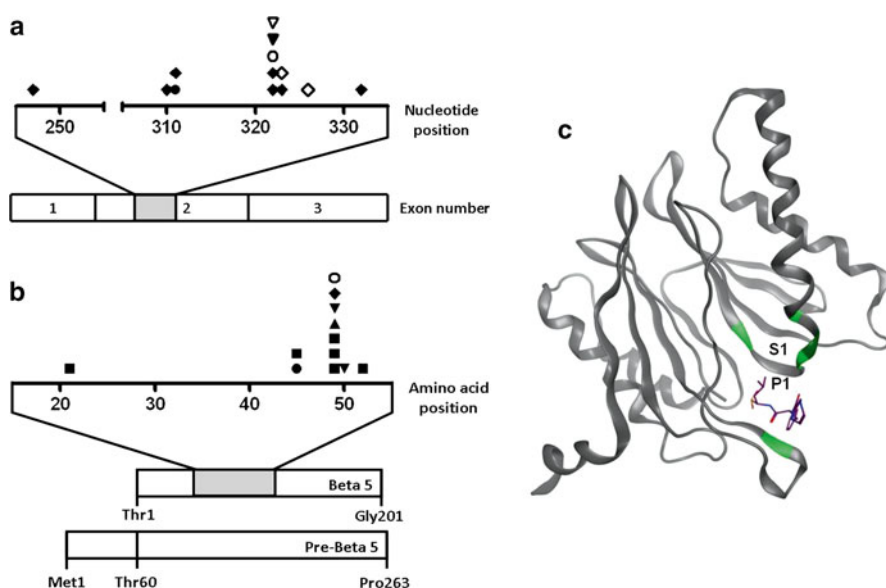 a
250
310
320
330
Nucleotide
position
1
2
3
Exon number
b
20
30
40
50
Amino acid
position
Beta 5
Thr1
Gly201
Pre-Beta 5
Met1
Thr60
Pro263
c
S1
P1